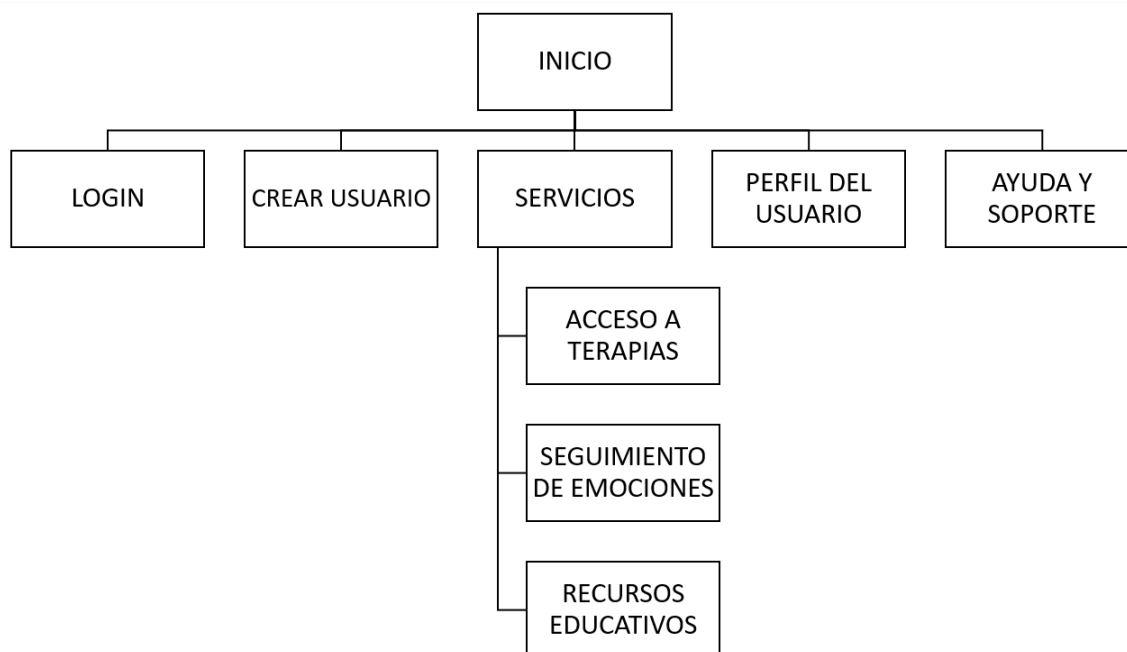 INICIO
LOGIN
CREAR USUARIO
SERVICIOS
PERFIL DEL
USUARIO
AYUDA Y
SOPORTE
ACCESO A
TERAPIAS
SEGUIMIENTO
DE EMOCIONES
RECURSOS
EDUCATIVOS